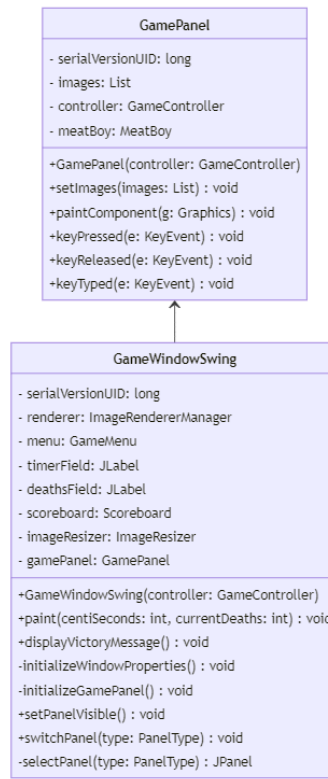 GamePanel
- serialVersionUID: long
- images: List
- controller: GameController
- meatBoy: MeatBoy
+GamePanel(controller: GameController)
+setImages(images: List) : void
+paintComponent(g: Graphics) : void
+keyPressed(e: KeyEvent) : void
+keyReleased(e: KeyEvent) : void
+keyTyped(e: KeyEvent) : void
GameWindowSwing
- serialVersionUID: long
- renderer: ImageRendererManager
- menu: GameMenu
- timerField: JLabel
- deathsField: JLabel
- scoreboard: Scoreboard
- imageResizer: ImageResizer
- gamePanel: GamePanel
+GameWindowSwing(controller: GameController)
+paint(centiSeconds: int, currentDeaths: int) : void
+displayVictoryMessage() : void
-initializeWindowProperties() : void
-initializeGamePanel() : void
+setPanelVisible() : void
+switchPanel(type: PanelType) : void
-selectPanel(type: PanelType) : JPanel